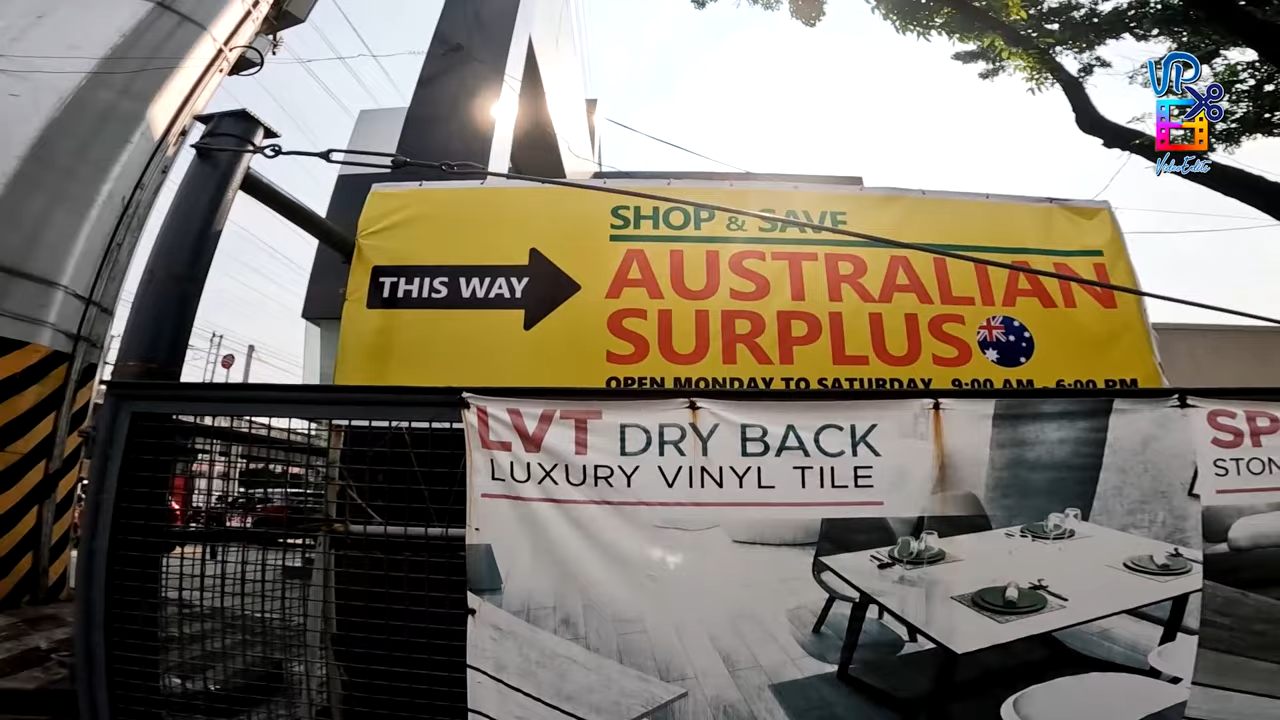 SHOP & SAVE
THIS WAY
AUSTRALIAN
SURPLUS
OPEN MONDAY TO SATURDAY 9:00 AM - 6:00 PM
LVT DRY BACK
LUXURY VINYL TILE
SP
STON
VP
VideoEdits